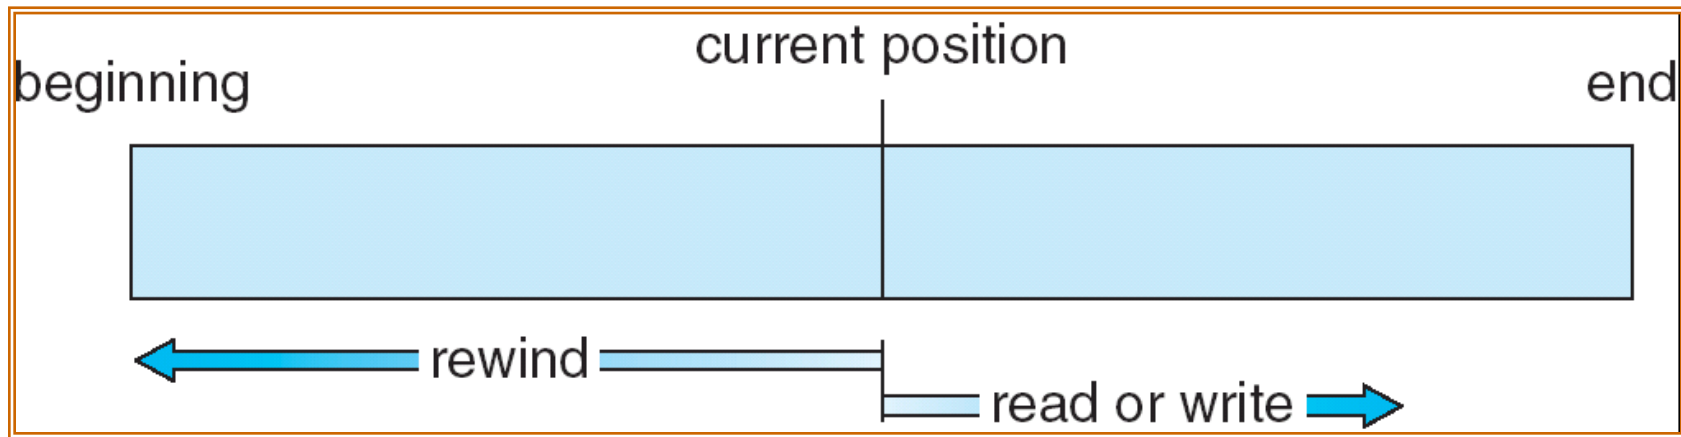 current position
beginning
end
rewind
read or write